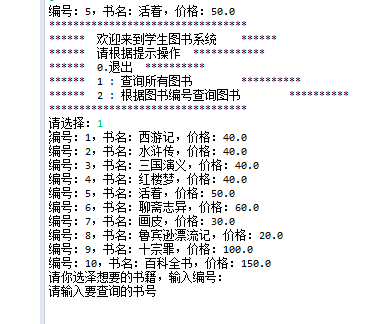 编号：5，书名：活着，价格：50.0
*********************************
******  欢迎来到学生图书系统    ******
******  请根据提示操作  ************
******  0.退出  **********
******  1 : 查询所有图书        **********
******  2 : 根据图书编号查询图书        **********
*********************************
请选择：1
编号：1，书名：西游记，价格：40.0
编号：2，书名：水浒传，价格：40.0
编号：3，书名：三国演义，价格：40.0
编号：4，书名：红楼梦，价格：40.0
编号：5，书名：活着，价格：50.0
编号：6，书名：聊斋志异，价格：60.0
编号：7，书名：画皮，价格：30.0
编号：8，书名：鲁宾逊漂流记，价格：20.0
编号：9，书名：十宗罪，价格：100.0
编号：10，书名：百科全书，价格：150.0
请你选择想要的书籍，输入编号：
请输入要查询的书号